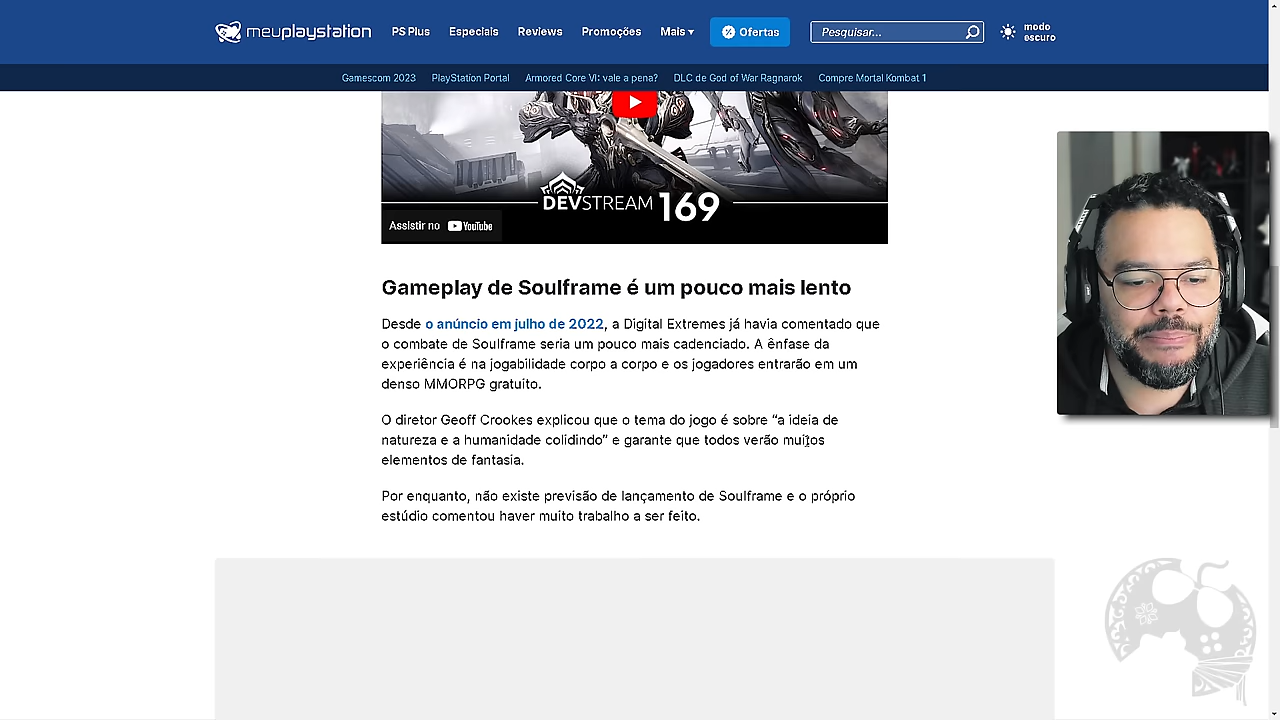 meuplaystation
PS Plus
Especiais
Reviews
Promoções
Mais
Ofertas
Pesquisar...
modo
escuro
Gamescom 2023
PlayStation Portal
Armored Core VI: vale a pena?
DLC de God of War Ragnarok
Compre Mortal Kombat 1
DEVSTREAM 169
Assistir no YouTube
Gameplay de Soulframe é um pouco mais lento
Desde o anúncio em julho de 2022, a Digital Extremes já havia comentado que
o combate de Soulframe seria um pouco mais cadenciado. A ênfase da
experiência é na jogabilidade corpo a corpo e os jogadores entrarão em um
denso MMORPG gratuito.
O diretor Geoff Crookes explicou que o tema do jogo é sobre “a ideia de
natureza e a humanidade colidindo” e garante que todos verão muitos
elementos de fantasia.
Por enquanto, não existe previsão de lançamento de Soulframe e o próprio
estúdio comentou haver muito trabalho a ser feito.